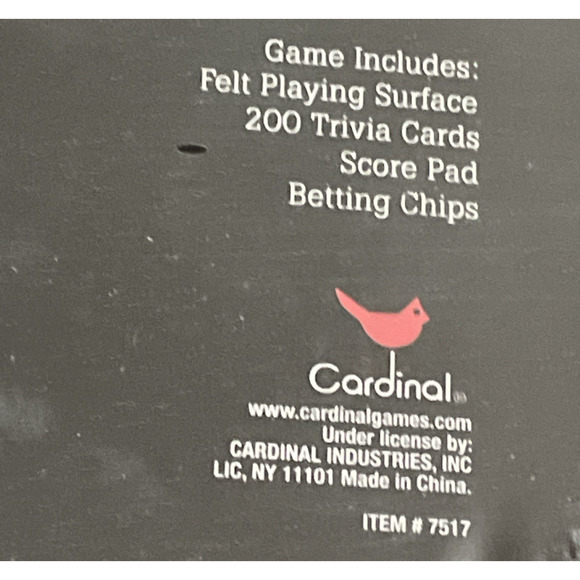 Game Includes:
Felt Playing Surface
200 Trivia Cards
Score Pad
Betting Chips
Cardinal®
www.cardinalgames.com
Under license by:
CARDINAL INDUSTRIES, INC
LIC, NY 11101 Made in China.
ITEM # 7517